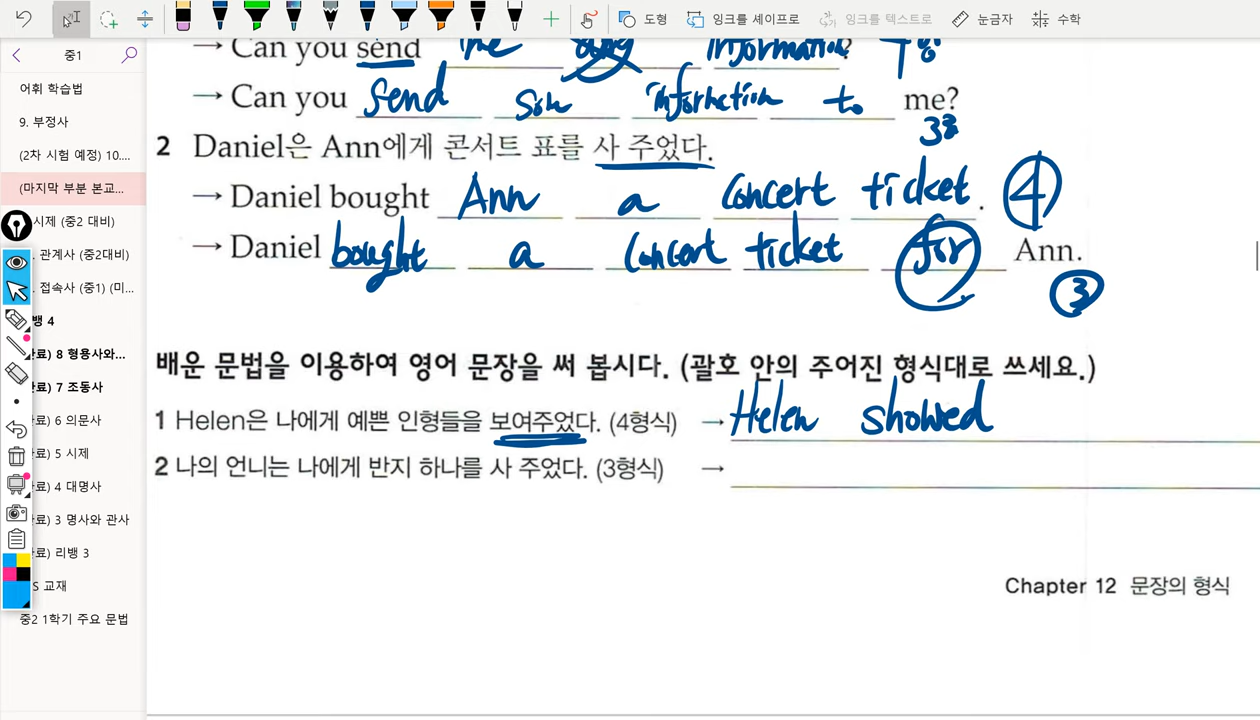 도형
잉크를 셰이프로
잉크를 텍스트로
눈금자
수학
중1
어휘 학습법
9. 부정사
(2차 시험 예정) 10....
(마지막 부분 본교...
시제 (중2 대비)
. 관계사 (중2대비)
. 접속사 (중1) (미...
뱅 4
료) 8 형용사와...
료) 7 조동사
료) 6 의문사
료) 5 시제
료) 4 대명사
료) 3 명사와 관사
료) 리뱅 3
S 교재
중2 1학기 주요 문법
→ Can you send me information?
→ Can you send information to me?
2 Daniel은 Ann에게 콘서트 표를 사 주었다.
→ Daniel bought Ann a concert ticket. ④
→ Daniel bought a concert ticket for Ann.
③
배운 문법을 이용하여 영어 문장을 써 봅시다. (괄호 안의 주어진 형식대로 쓰세요.)
1 Helen은 나에게 예쁜 인형들을 보여주었다. (4형식) → Helen showed
2 나의 언니는 나에게 반지 하나를 사 주었다. (3형식) →
Chapter 12 문장의 형식